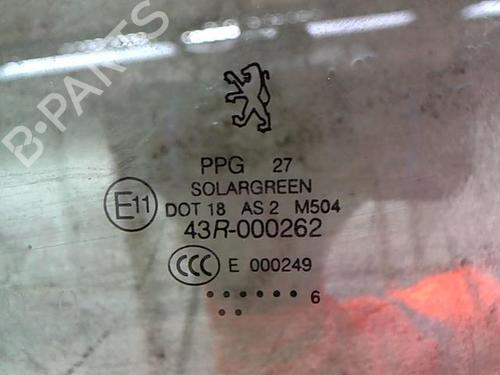 B-PARTS
PPG 27
SOLARGREEN
E11 DOT 18 AS 2 M504
43R-000262
CCC E 000249
. . . . . . 6
. .